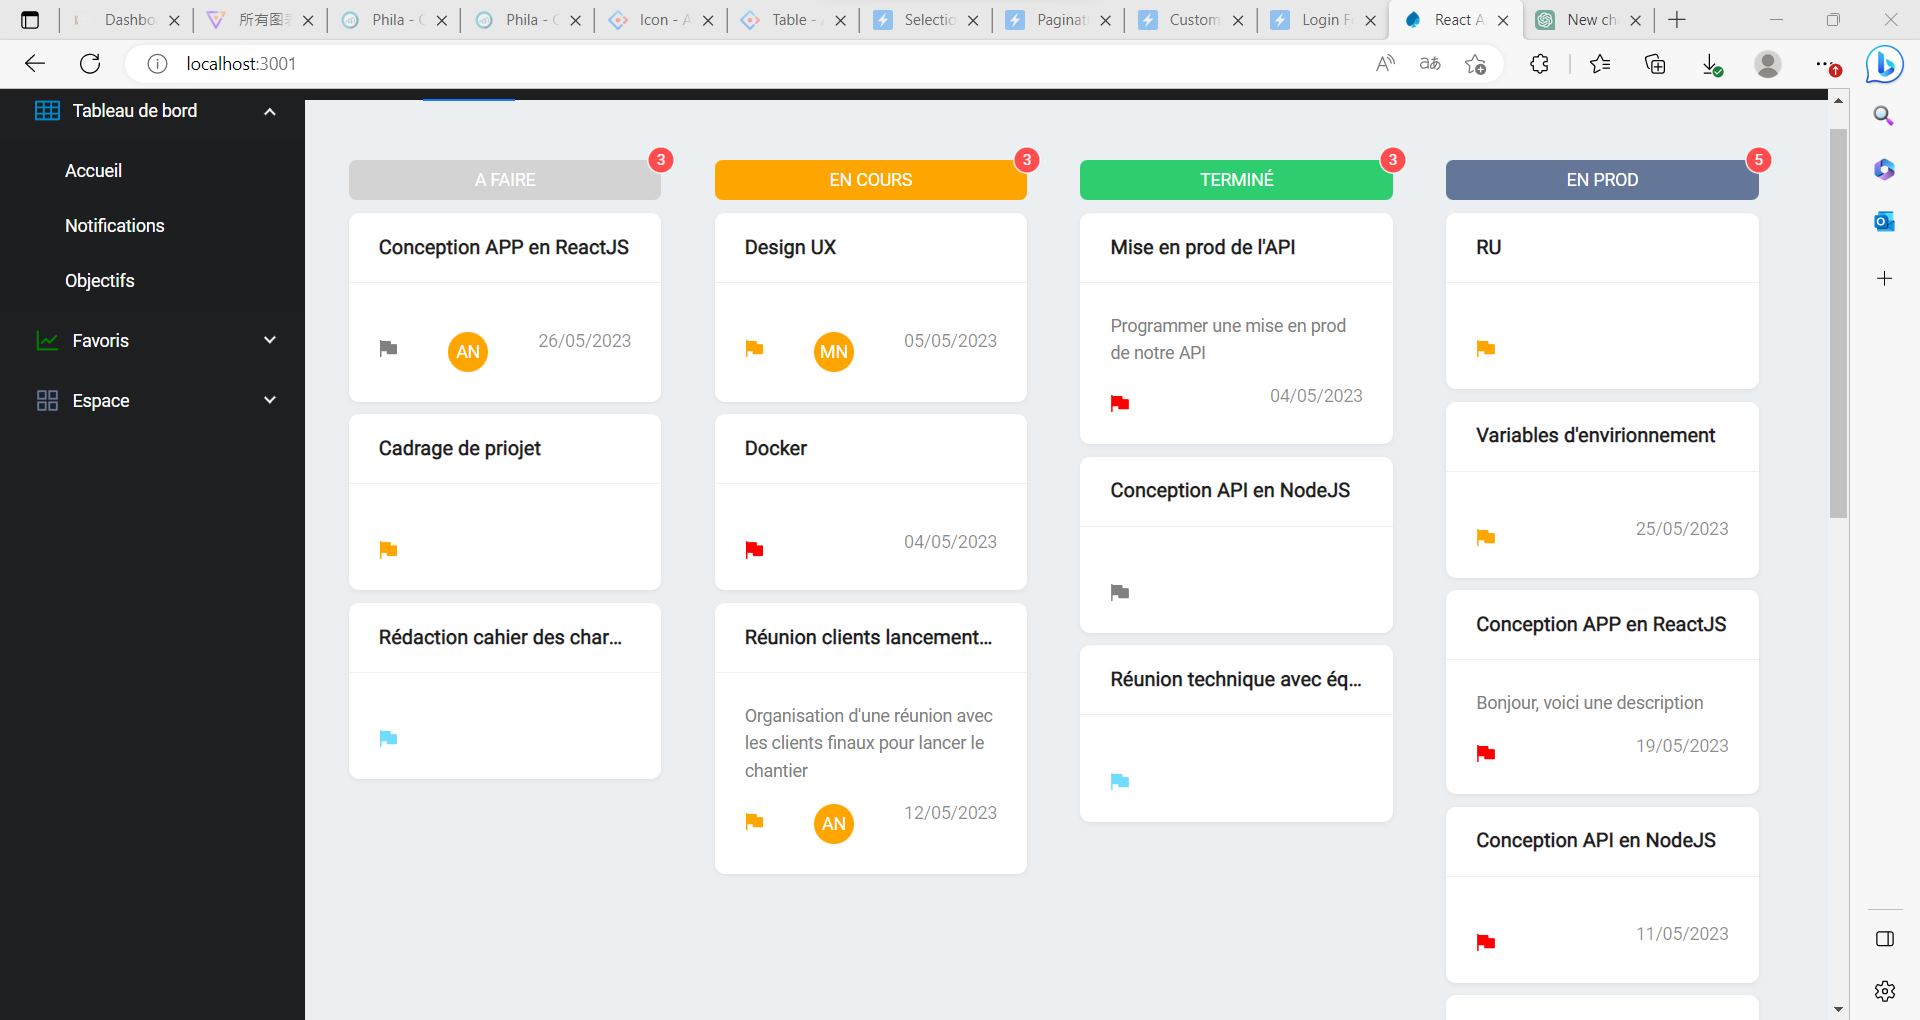 Dashbo
所有图
Phila -
Phila -
Icon -
Table -
Selectio
Paginat
Custom
Login F
React A
New ch
localhost:3001
Tableau de bord
Accueil
Notifications
Objectifs
Favoris
Espace
A FAIRE
3
Conception APP en ReactJS
AN
26/05/2023
Cadrage de priojet
Rédaction cahier des char...
EN COURS
3
Design UX
MN
05/05/2023
Docker
04/05/2023
Réunion clients lancement...
Organisation d'une réunion avec
les clients finaux pour lancer le
chantier
AN
12/05/2023
TERMINÉ
3
Mise en prod de l'API
Programmer une mise en prod
de notre API
04/05/2023
Conception API en NodeJS
Réunion technique avec éq...
EN PROD
5
RU
Variables d'envirionnement
25/05/2023
Conception APP en ReactJS
Bonjour, voici une description
19/05/2023
Conception API en NodeJS
11/05/2023